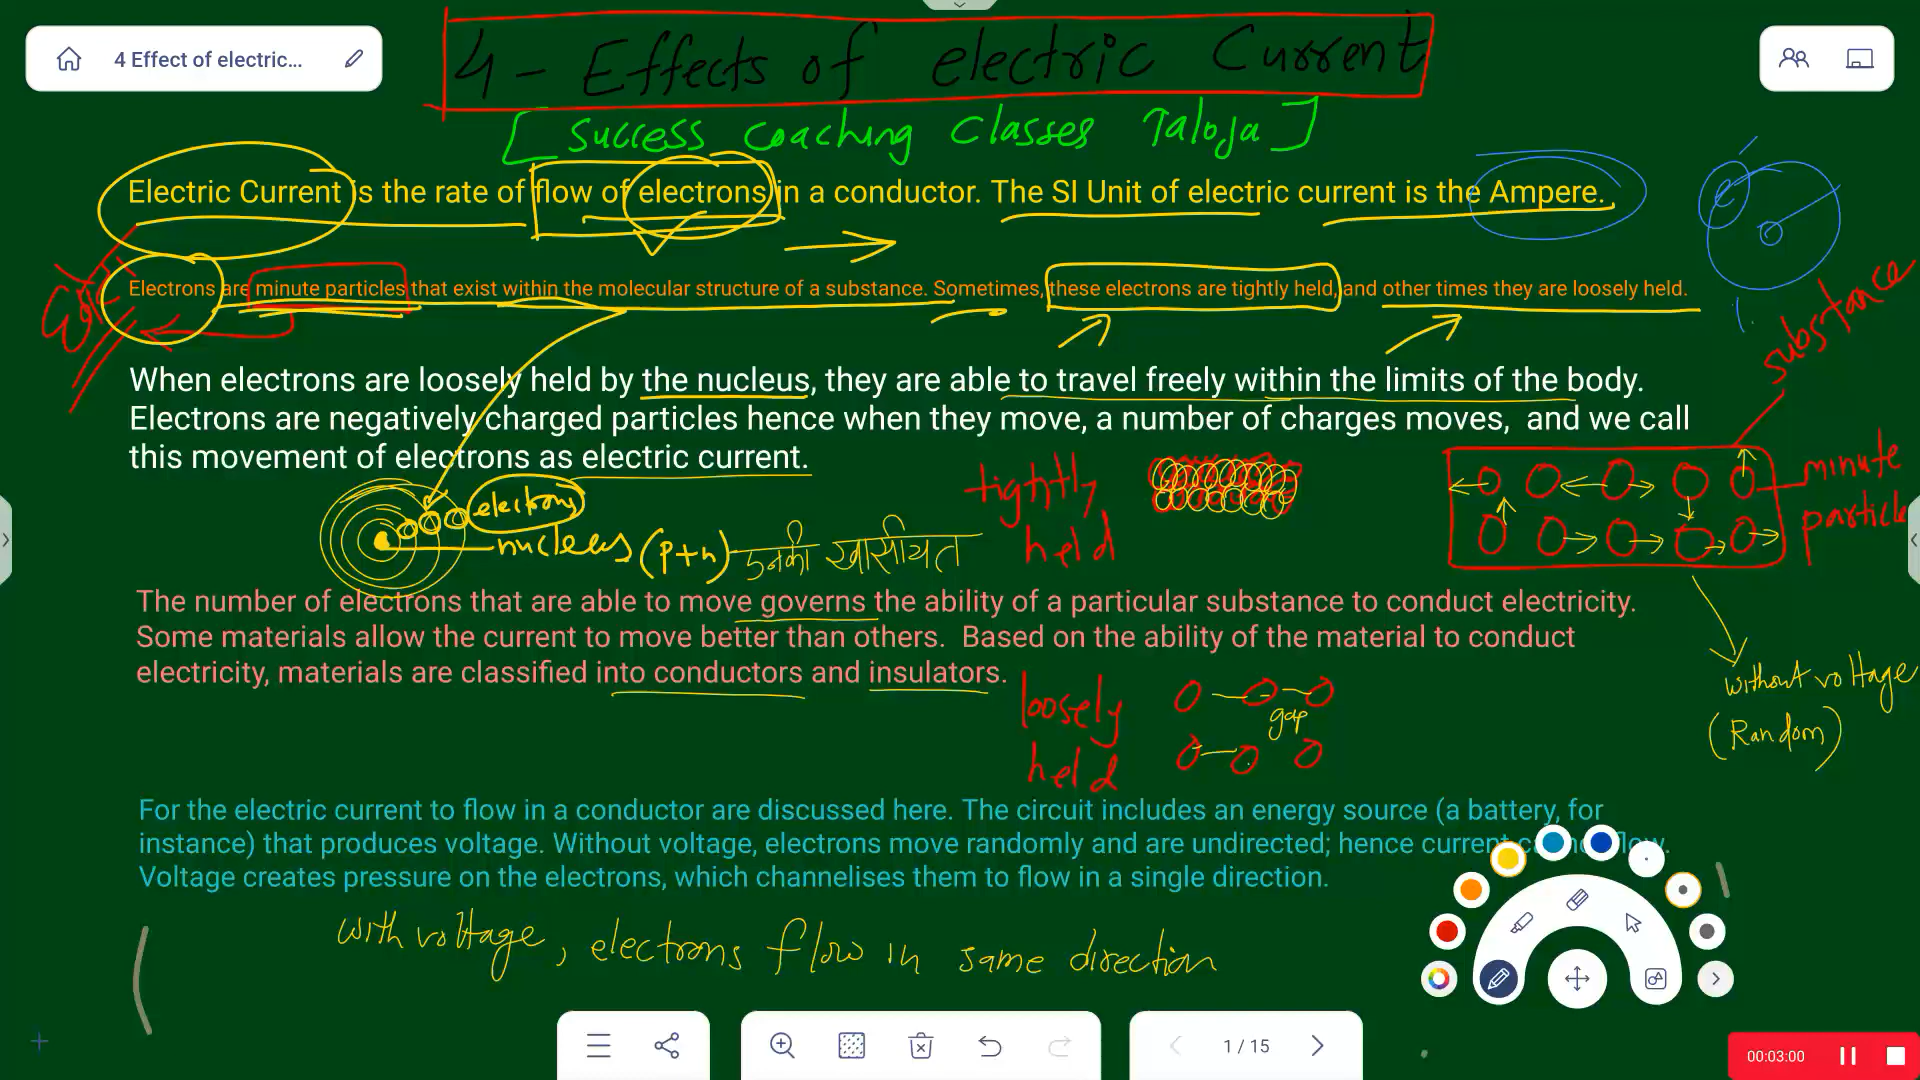 4 Effect of electric...
4 - Effects of electric Current
[ Success Coaching Classes Taloja ]
Electric Current is the rate of flow of electrons in a conductor. The SI Unit of electric current is the Ampere.
Electrons are minute particles that exist within the molecular structure of a substance. Sometimes, these electrons are tightly held, and other times they are loosely held.
substance
When electrons are loosely held by the nucleus, they are able to travel freely within the limits of the body.
Electrons are negatively charged particles hence when they move, a number of charges moves, and we call
this movement of electrons as electric current.
tightly
held
minute
particle
electrons
nucleus (p+n) उनकी खासीयत
The number of electrons that are able to move governs the ability of a particular substance to conduct electricity.
Some materials allow the current to move better than others. Based on the ability of the material to conduct
electricity, materials are classified into conductors and insulators.
loosely
held
gap
without voltage
(Random)
For the electric current to flow in a conductor are discussed here. The circuit includes an energy source (a battery, for
instance) that produces voltage. Without voltage, electrons move randomly and are undirected; hence current flow.
Voltage creates pressure on the electrons, which channelises them to flow in a single direction.
with voltage, electrons flow in same direction
1 / 15
00:03:00